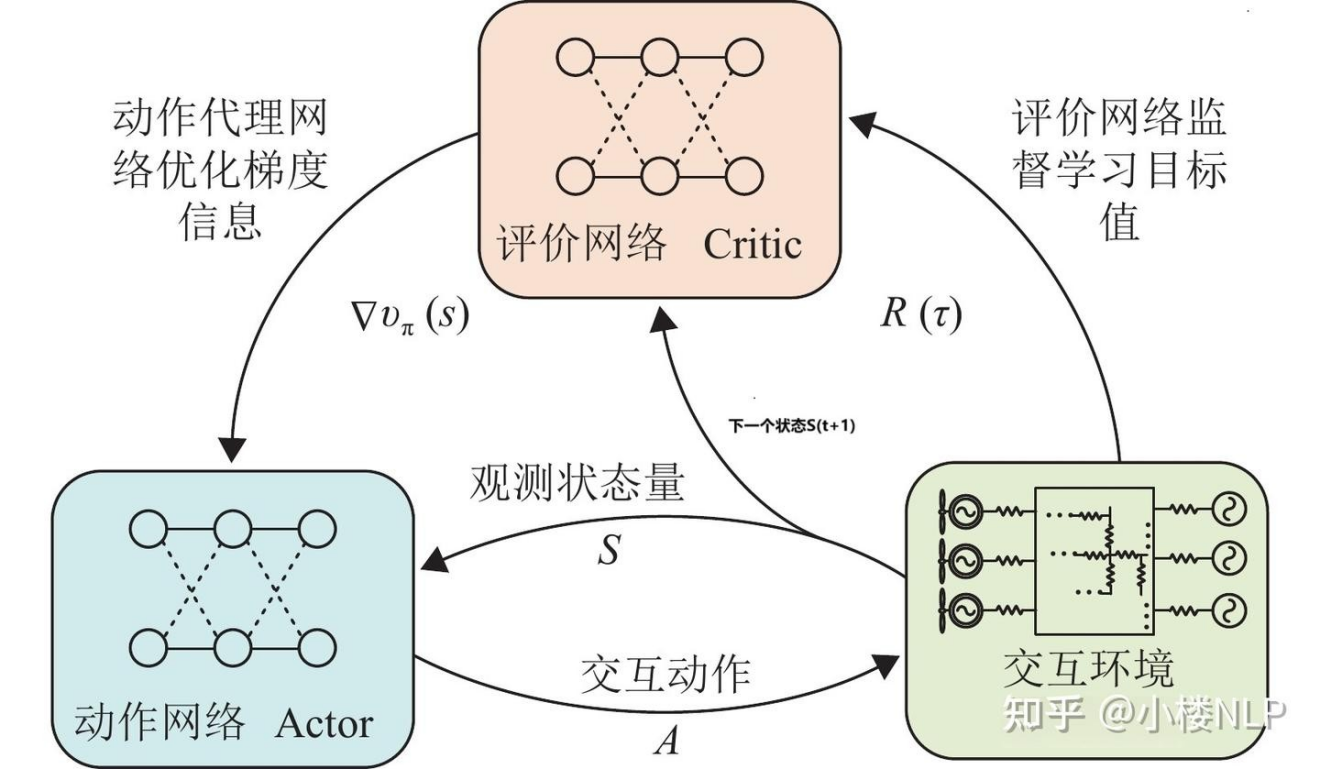 动作代理网
络优化梯度
信息
评价网络 Critic
评价网络监
督学习目标
值
∇υπ (s)
R (τ)
下一个状态S(t+1)
观测状态量
S
交互动作
A
动作网络 Actor
交互环境
知乎 @小楼NLP